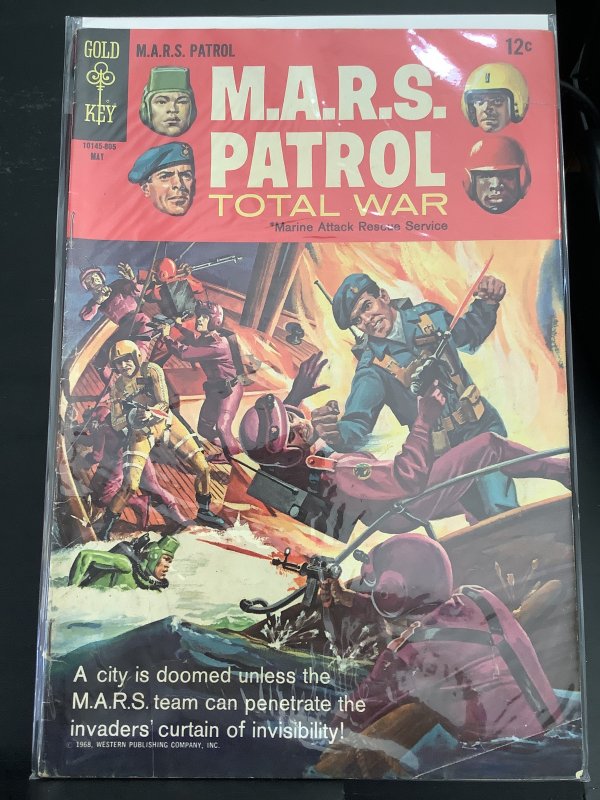 GOLD
KEY
10145-805
MAY
M.A.R.S. PATROL
12¢
M.A.R.S.
PATROL
TOTAL WAR
*Marine Attack Rescue Service
A city is doomed unless the
M.A.R.S. team can penetrate the
invaders' curtain of invisibility!
© 1968, WESTERN PUBLISHING COMPANY, INC.